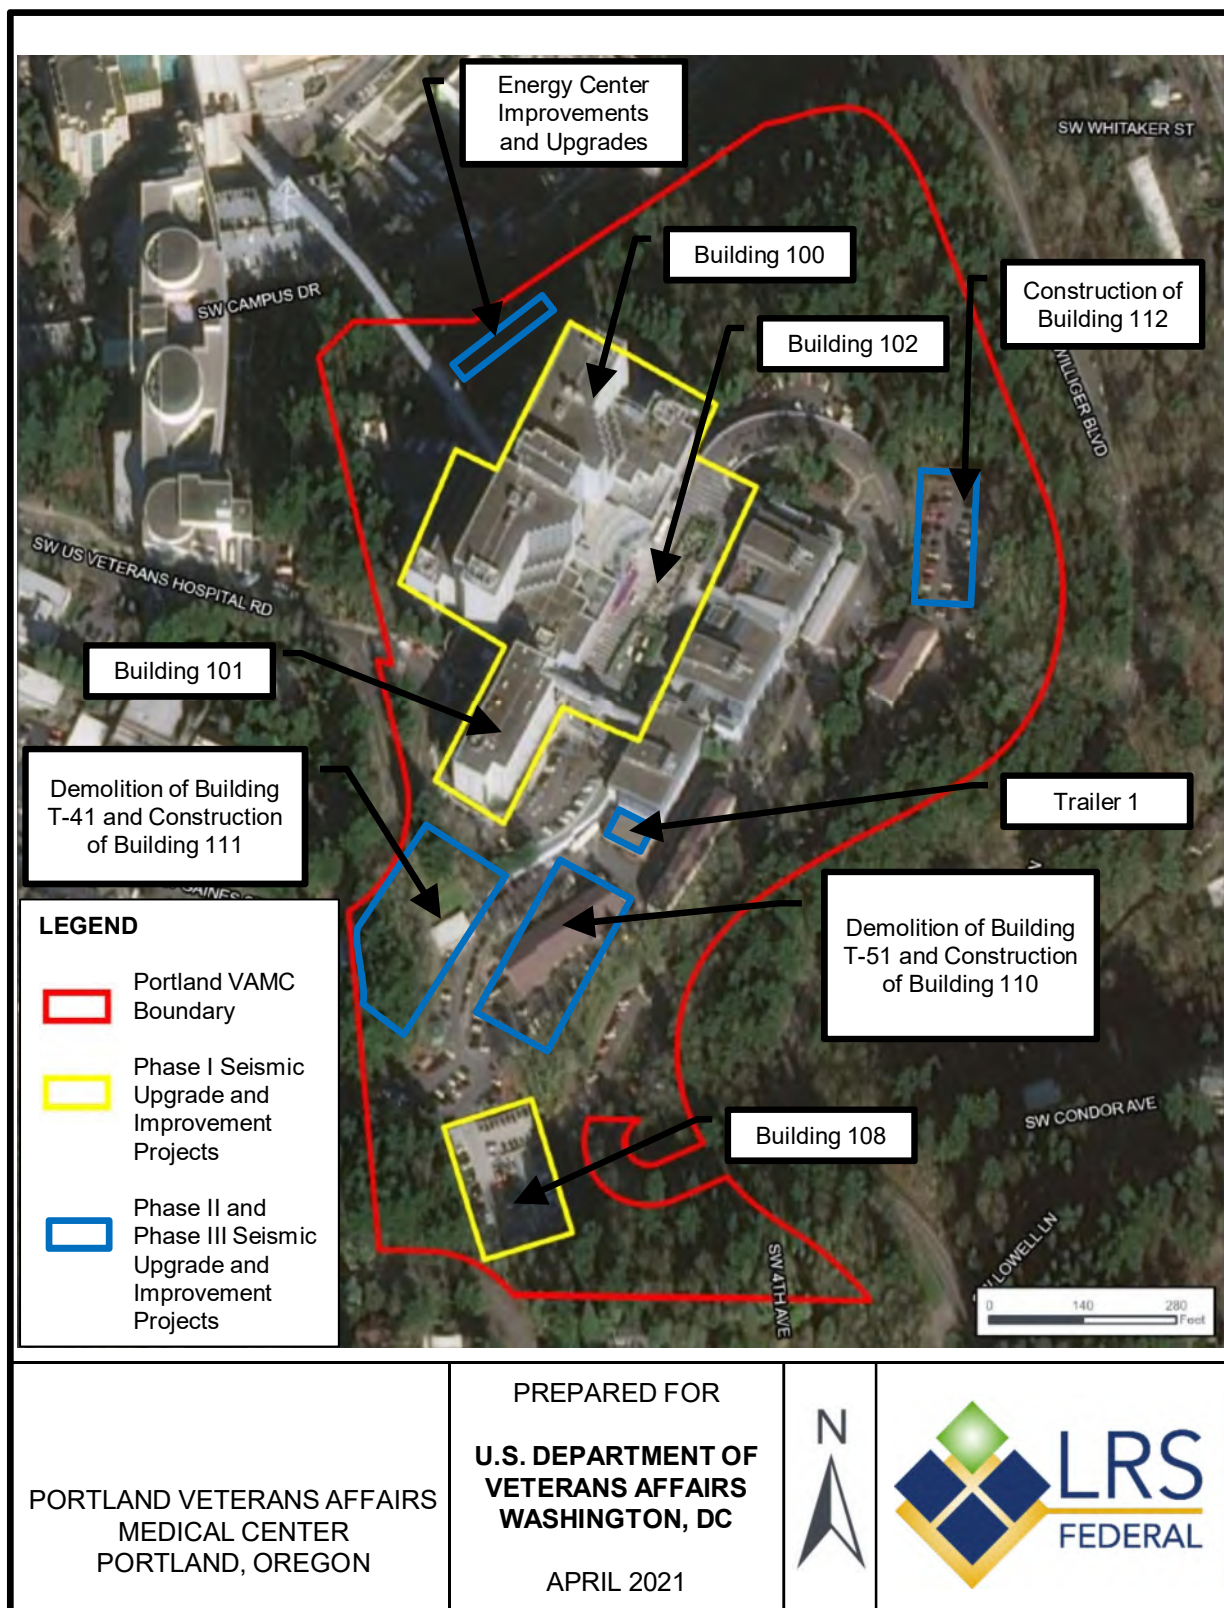 Energy Center
Improvements
and Upgrades
SW WHITAKER ST
Building 100
Construction of
Building 112
SW CAMPUS DR
Building 102
WILLIGER BLVD
SW US VETERANS HOSPITAL RD
Building 101
Demolition of Building
T-41 and Construction
of Building 111
Trailer 1
GAINES
Demolition of Building
T-51 and Construction
of Building 110
LEGEND
Portland VAMC
Boundary
Phase I Seismic
Upgrade and
Improvement
Projects
Phase II and
Phase III Seismic
Upgrade and
Improvement
Projects
SW CONDOR AVE
Building 108
SW 4TH AVE
LOWELL LN
0 140 280
Feet
PORTLAND VETERANS AFFAIRS
MEDICAL CENTER
PORTLAND, OREGON
PREPARED FOR
U.S. DEPARTMENT OF
VETERANS AFFAIRS
WASHINGTON, DC
APRIL 2021
N
LRS
FEDERAL